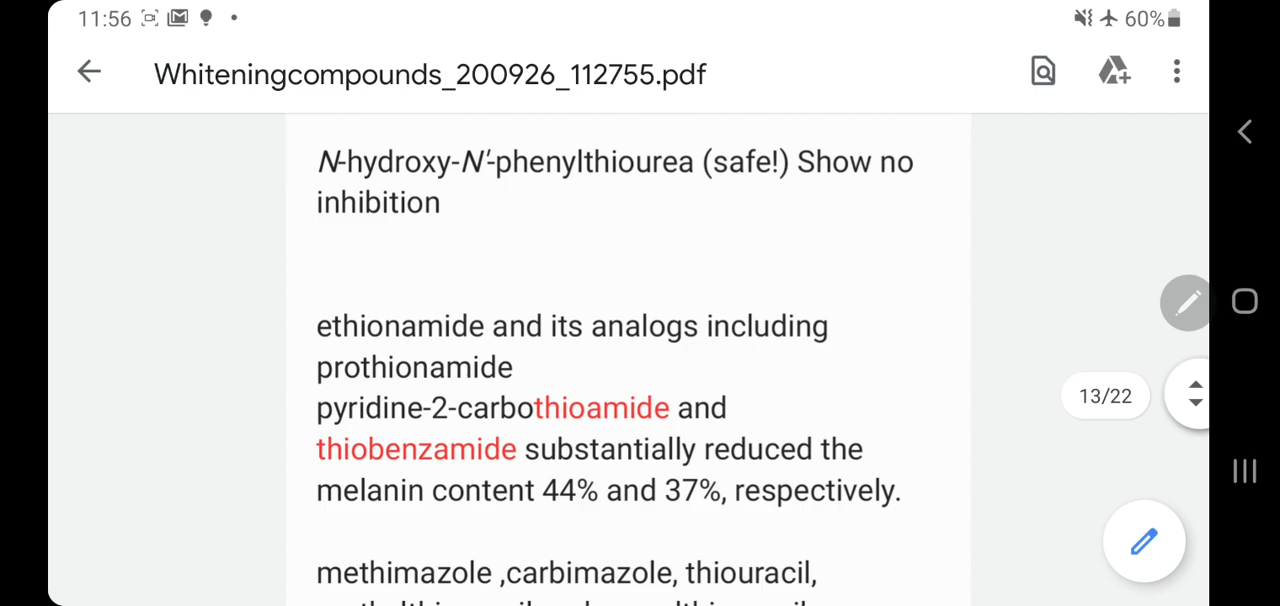 11:56
60%
Whiteningcompounds_200926_112755.pdf
N-hydroxy-N'-phenylthiourea (safe!) Show no
inhibition
ethionamide and its analogs including
prothionamide
pyridine-2-carbothioamide and
13/22
thiobenzamide substantially reduced the
melanin content 44% and 37%, respectively.
methimazole ,carbimazole, thiouracil,